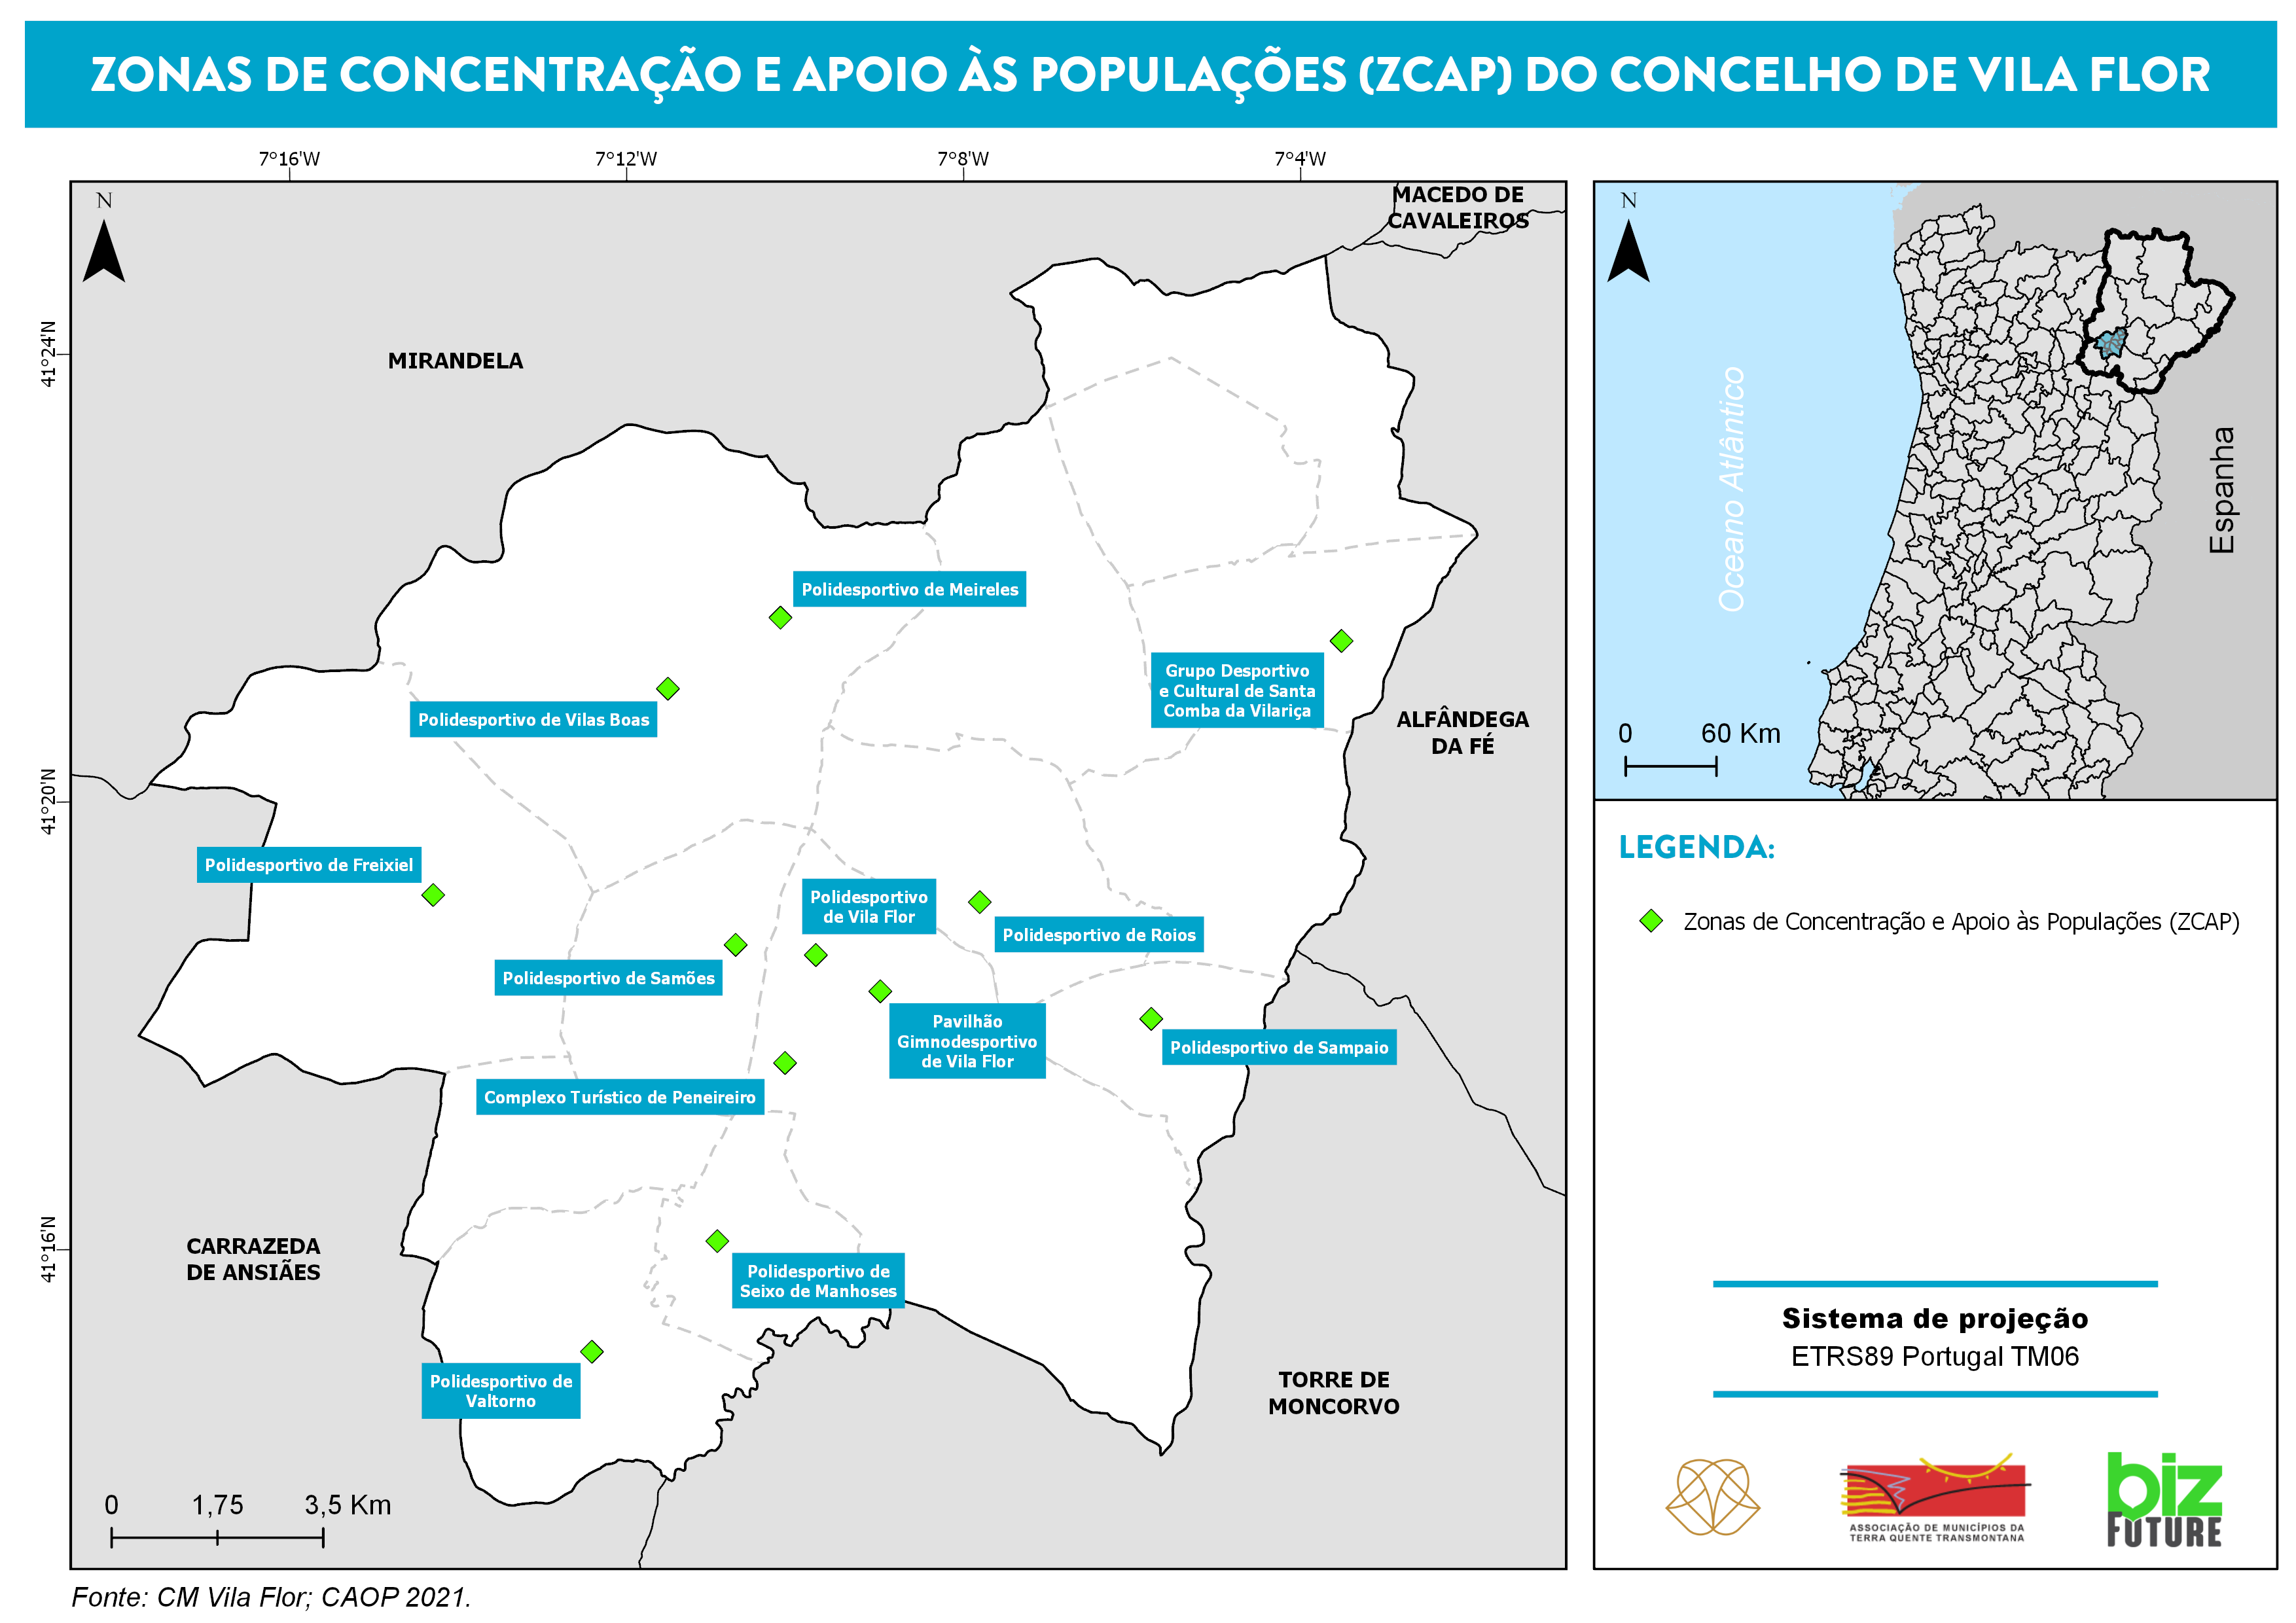 ZONAS DE CONCENTRAÇÃO E APOIO ÀS POPULAÇÕES (ZCAP) DO CONCELHO DE VILA FLOR
7°16'W
7°12'W
7°8'W
7°4'W
41°24'N
41°20'N
41°16'N
N
MACEDO DE
CAVALEIROS
MIRANDELA
Polidesportivo de Meireles
Grupo Desportivo
e Cultural de Santa
Comba da Vilariça
Polidesportivo de Vilas Boas
ALFÂNDEGA
DA FÉ
Polidesportivo de Freixiel
Polidesportivo
de Vila Flor
Polidesportivo de Roios
Polidesportivo de Samões
Pavilhão
Gimnodesportivo
de Vila Flor
Polidesportivo de Sampaio
Complexo Turístico de Peneireiro
CARRAZEDA
DE ANSIÃES
Polidesportivo de
Seixo de Manhoses
Polidesportivo de
Valtorno
TORRE DE
MONCORVO
0 1,75 3,5 Km
Fonte: CM Vila Flor; CAOP 2021.
N
Oceano Atlântico
Espanha
0 60 Km
LEGENDA:
Zonas de Concentração e Apoio às Populações (ZCAP)
Sistema de projeção
ETRS89 Portugal TM06
ASSOCIAÇÃO DE MUNICÍPIOS DA
TERRA QUENTE TRANSMONTANA
biz
FUTURE